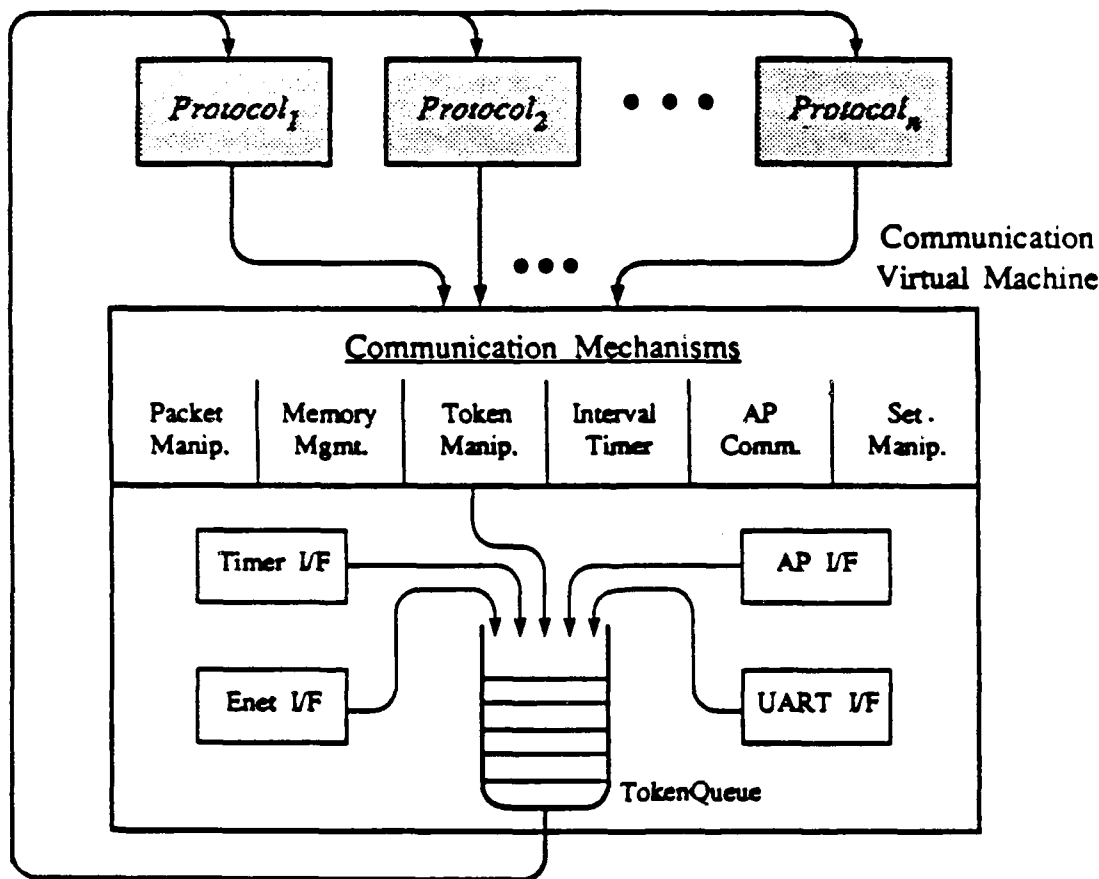 Protocol1 Protocol2 Protocoln
Communication
Virtual Machine
Communication Mechanisms
Packet Manip.
Memory Mgmt.
Token Manip.
Interval Timer
AP Comm.
Set. Manip.
Timer I/F
AP I/F
Enet I/F
UART I/F
TokenQueue